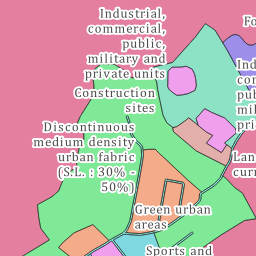 Industrial,
commercial,
public,
military and
private units
Construction
sites
Discontinuous
medium density
urban fabric
(S.L. : 30% -
50%)
Green urban
areas
Sports and